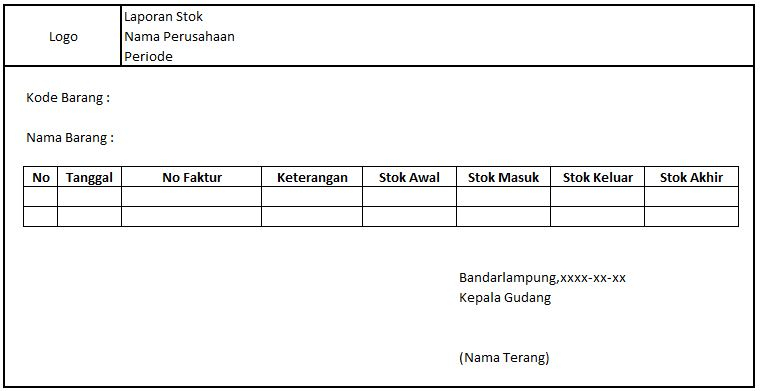 Logo
Laporan Stok
Nama Perusahaan
Periode
Kode Barang :
Nama Barang :
No Tanggal No Faktur Keterangan Stok Awal Stok Masuk Stok Keluar Stok Akhir
Bandarlampung,xxxx-xx-xx
Kepala Gudang
(Nama Terang)